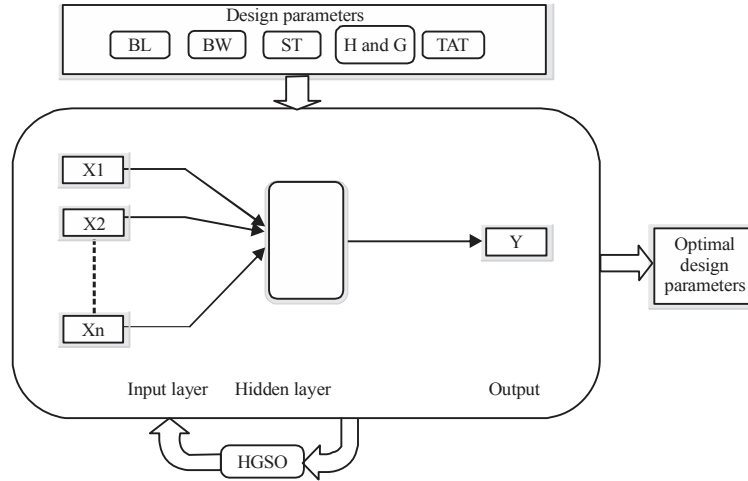 Design parameters
BL BW ST H and G TAT
X1
X2
Y
Xn
Optimal
design
parameters
Input layer Hidden layer Output
HGSO